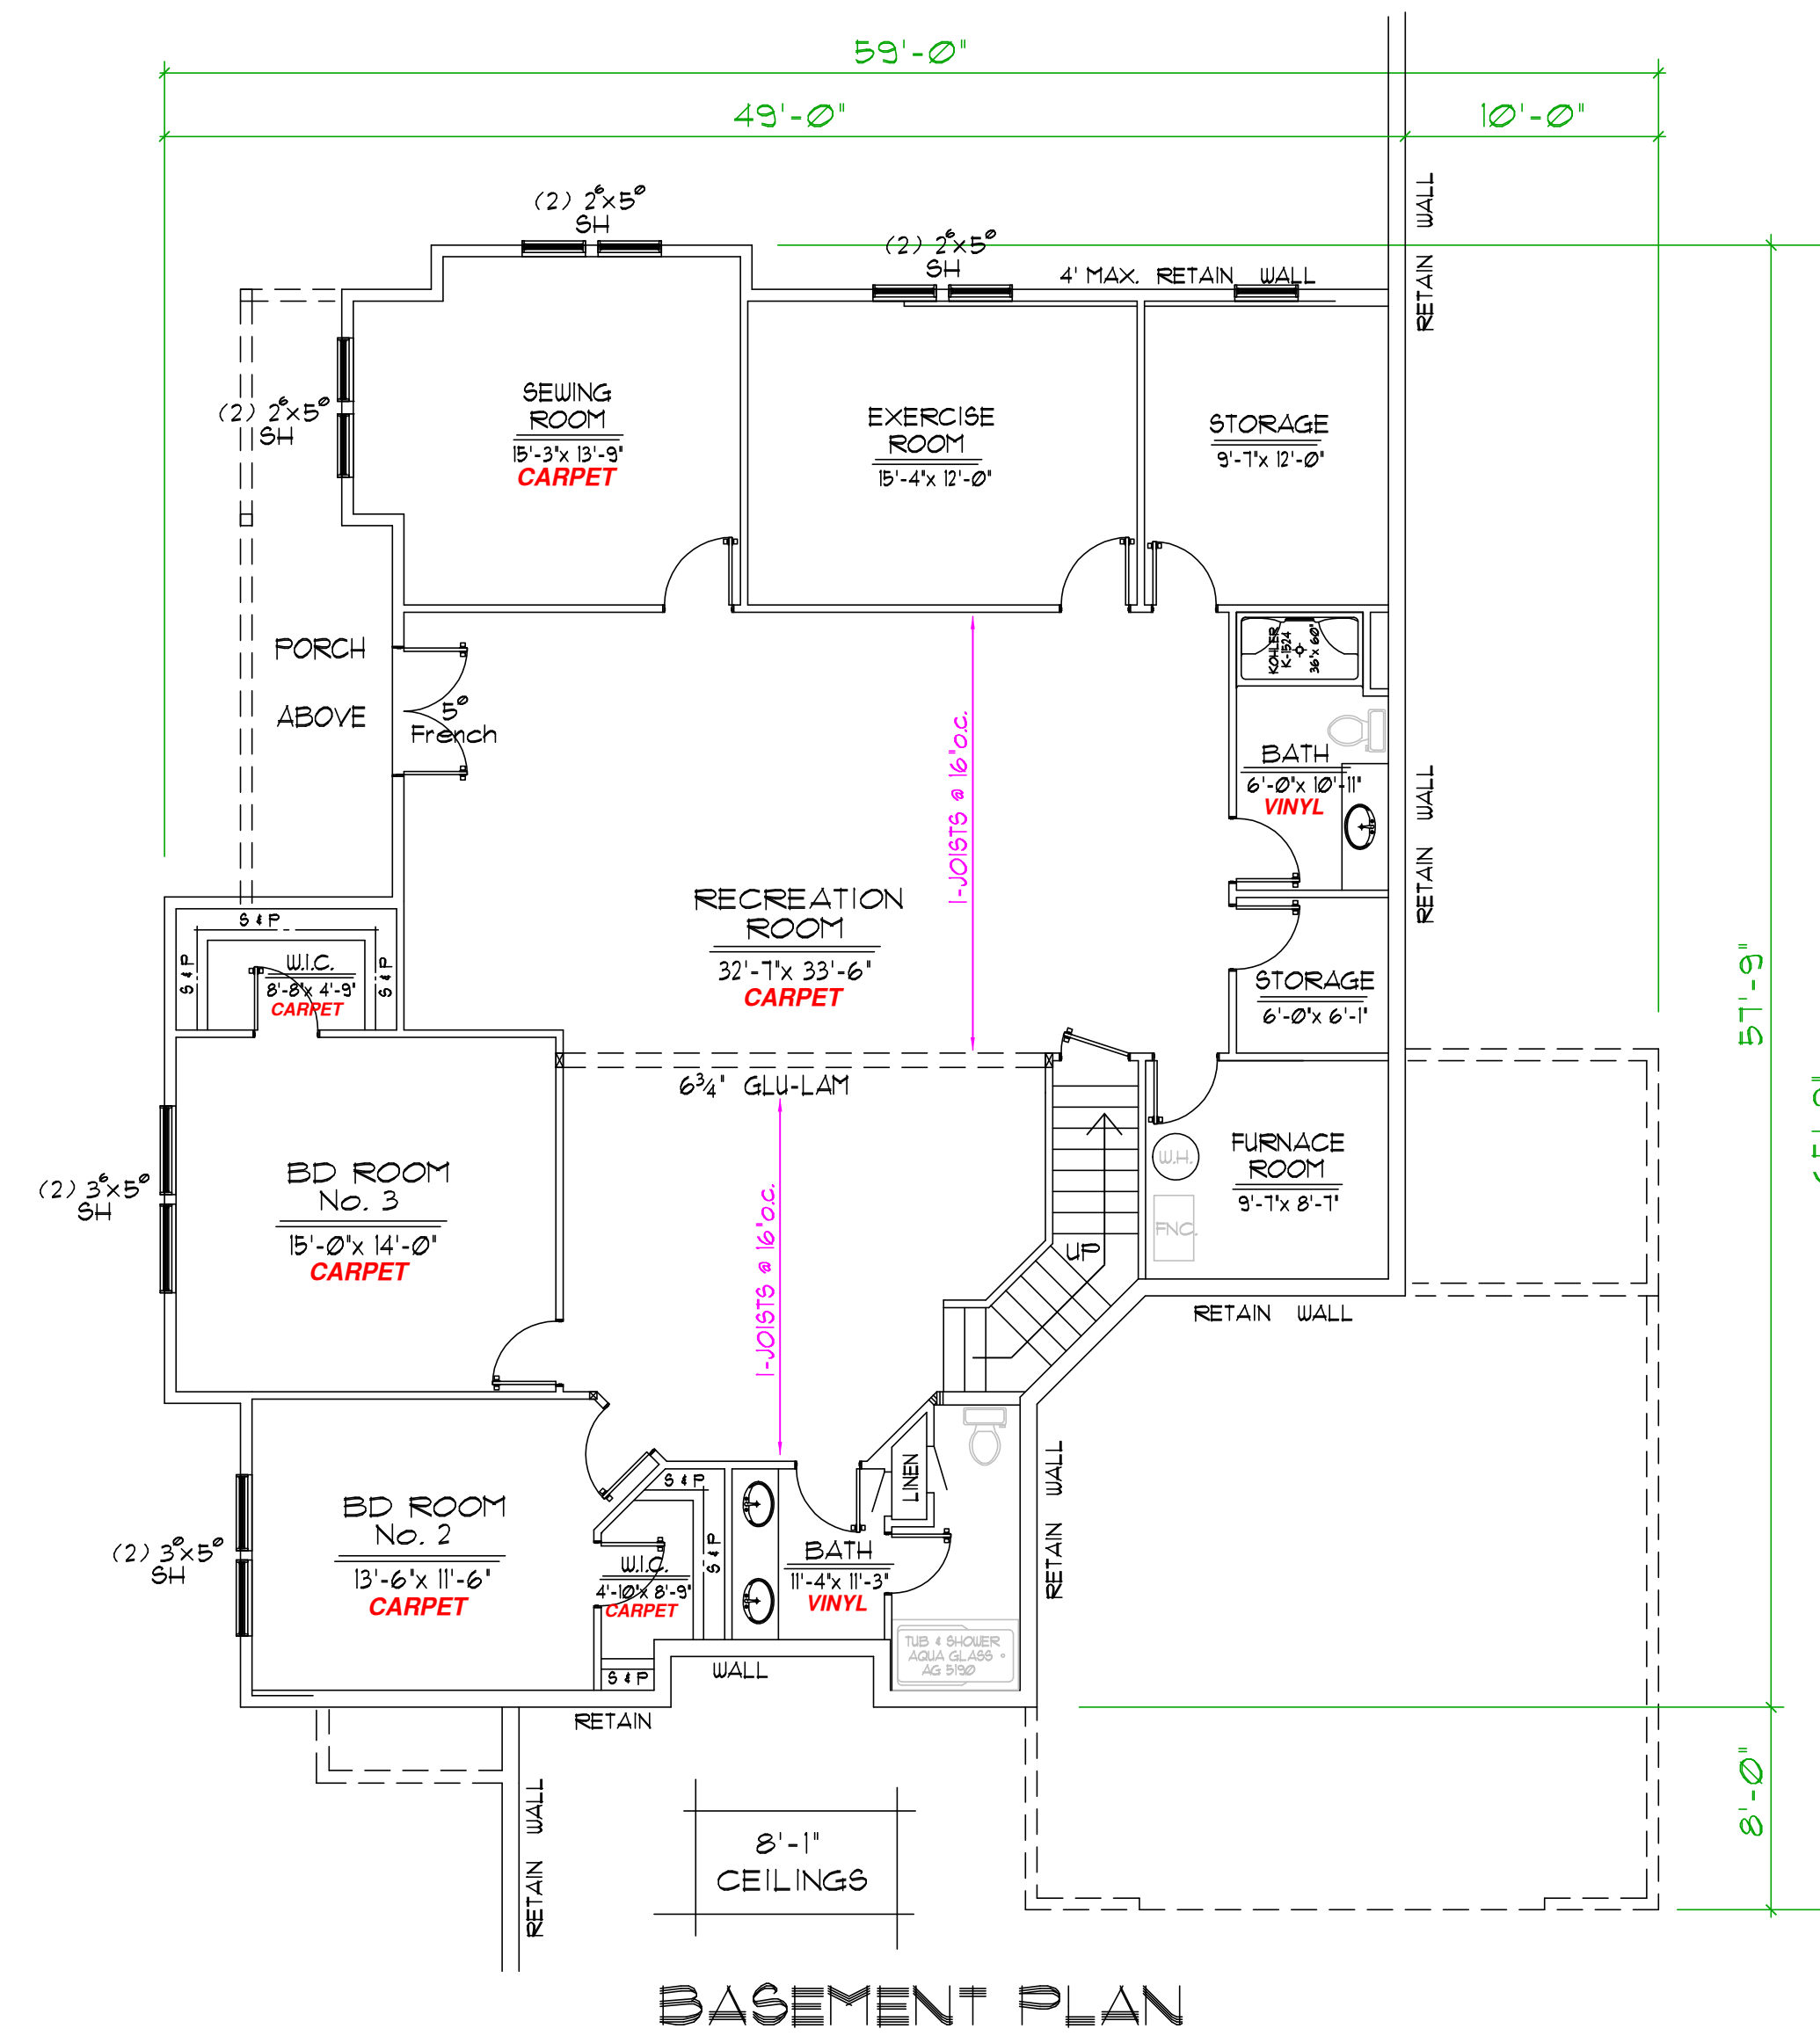 59'-0"
49'-0"
10'-0"
(2) 2⁶x5⁰
SH
(2) 2⁶x5⁰
SH
4' MAX. RETAIN WALL
RETAIN WALL
(2) 2⁶x5⁰
SH
SEWING
ROOM
15'-3"x 13'-9"
CARPET
EXERCISE
ROOM
15'-4"x 12'-0"
STORAGE
9'-7"x 12'-0"
PORCH
ABOVE
5⁰
French
KOHLER
K-1524
36"x 60"
I-JOISTS @ 16"O.C.
BATH
6'-0"x 10'-11"
VINYL
RETAIN WALL
RECREATION
ROOM
32'-7"x 33'-6"
CARPET
S & P
S & P
W.I.C.
8'-8"x 4'-9"
CARPET
S & P
STORAGE
6'-0"x 6'-1"
57'-9"
6¾" GLU-LAM
(2) 3⁶x5⁰
SH
BD ROOM
No. 3
15'-0"x 14'-0"
CARPET
I-JOISTS @ 16"O.C.
UP
W.H.
FNC.
FURNACE
ROOM
9'-7"x 8'-7"
RETAIN WALL
(2) 3⁰x5⁰
SH
BD ROOM
No. 2
13'-6"x 11'-6"
CARPET
S & P
S & P
W.I.C.
4'-10"x 8'-9"
CARPET
S & P
LINEN
BATH
11'-4"x 11'-3"
VINYL
TUB & SHOWER
AQUA GLASS
AG 5190
RETAIN WALL
WALL
RETAIN
RETAIN WALL
8'-1"
CEILINGS
8'-0"
BASEMENT PLAN